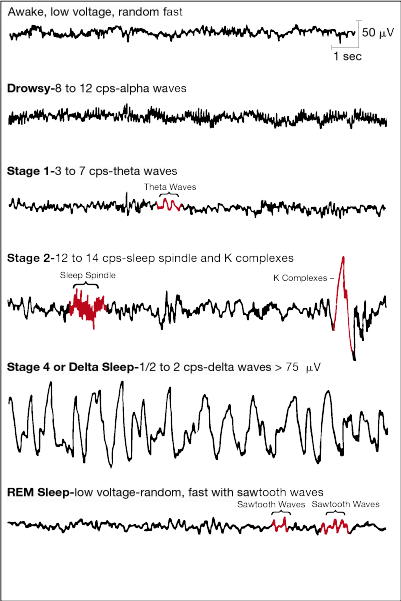 Awake, low voltage, random fast
50 μV
1 sec
Drowsy-8 to 12 cps-alpha waves
Stage 1-3 to 7 cps-theta waves
Theta Waves
Stage 2-12 to 14 cps-sleep spindle and K complexes
Sleep Spindle
K Complexes –
Stage 4 or Delta Sleep-1/2 to 2 cps-delta waves > 75 μV
REM Sleep-low voltage-random, fast with sawtooth waves
Sawtooth Waves Sawtooth Waves